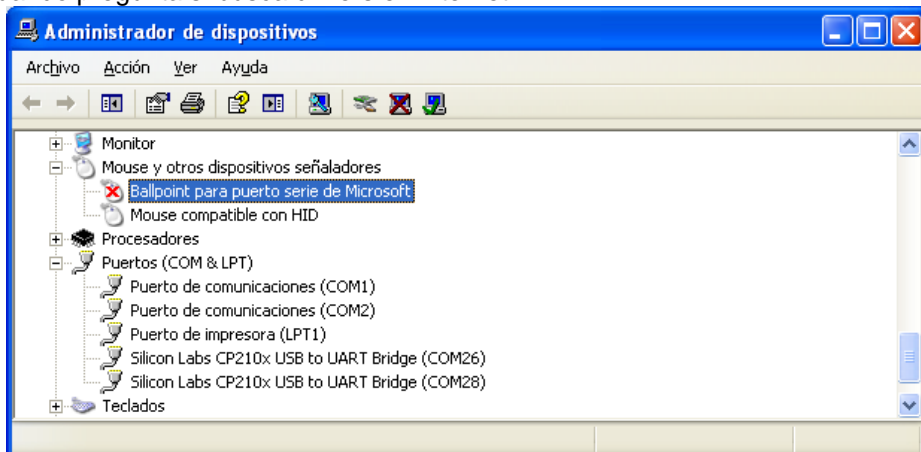 Administrador de dispositivos
Archivo Acción Ver Ayuda
Monitor
Mouse y otros dispositivos señaladores
Ballpoint para puerto serie de Microsoft
Mouse compatible con HID
Procesadores
Puertos (COM & LPT)
Puerto de comunicaciones (COM1)
Puerto de comunicaciones (COM2)
Puerto de impresora (LPT1)
Silicon Labs CP210x USB to UART Bridge (COM26)
Silicon Labs CP210x USB to UART Bridge (COM28)
Teclados